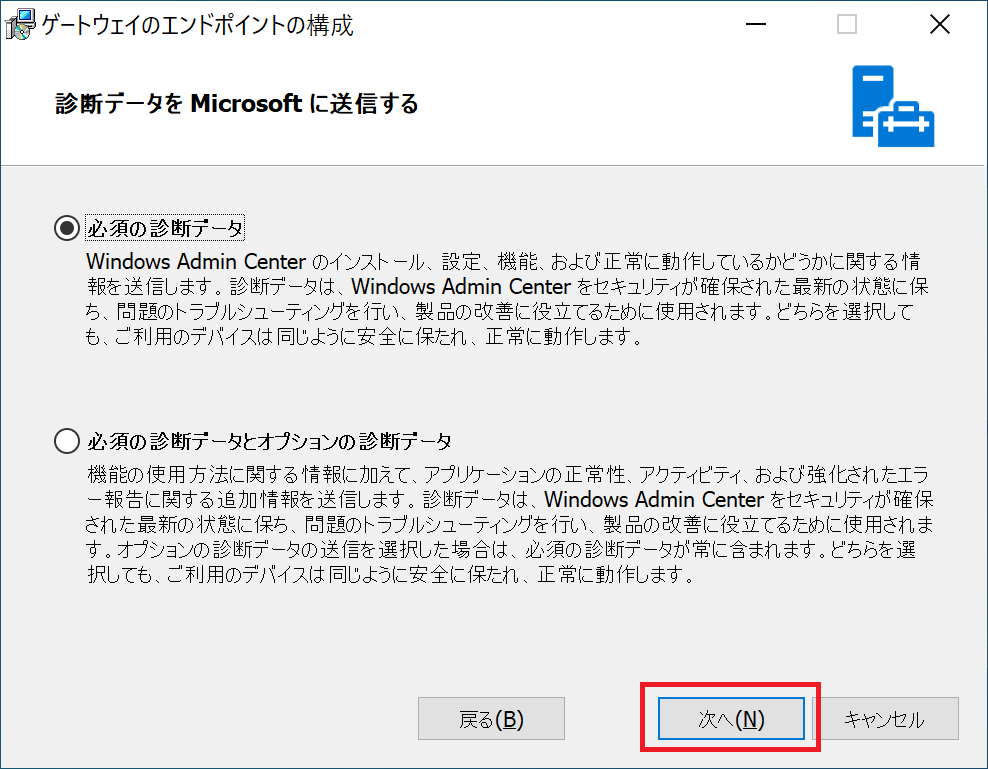 ゲートウェイのエンドポイントの構成
診断データを Microsoft に送信する
必須の診断データ
Windows Admin Center のインストール、設定、機能、および正常に動作しているかどうかに関する情
報を送信します。診断データは、Windows Admin Center をセキュリティが確保された最新の状態に保
ち、問題のトラブルシューティングを行い、製品の改善に役立てるために使用されます。どちらを選択して
も、ご利用のデバイスは同じように安全に保たれ、正常に動作します。
必須の診断データとオプションの診断データ
機能の使用方法に関する情報に加えて、アプリケーションの正常性、アクティビティ、および強化されたエラ
ー報告に関する追加情報を送信します。診断データは、Windows Admin Center をセキュリティが確保
された最新の状態に保ち、問題のトラブルシューティングを行い、製品の改善に役立てるために使用されま
す。オプションの診断データの送信を選択した場合は、必須の診断データが常に含まれます。どちらを選
択しても、ご利用のデバイスは同じように安全に保たれ、正常に動作します。
戻る(B)
次へ(N)
キャンセル